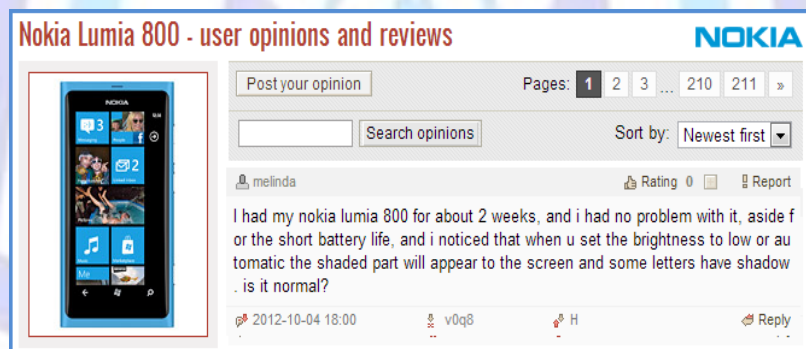 Nokia Lumia 800 - user opinions and reviews
NOKIA
Post your opinion
Pages: 1 2 3 ... 210 211 »
Search opinions
Sort by: Newest first
melinda
Rating 0
Report
I had my nokia lumia 800 for about 2 weeks, and i had no problem with it, aside f
or the short battery life, and i noticed that when u set the brightness to low or au
tomatic the shaded part will appear to the screen and some letters have shadow
. is it normal?
2012-10-04 18:00
v0q8
H
Reply
NOKIA
3
2
Me